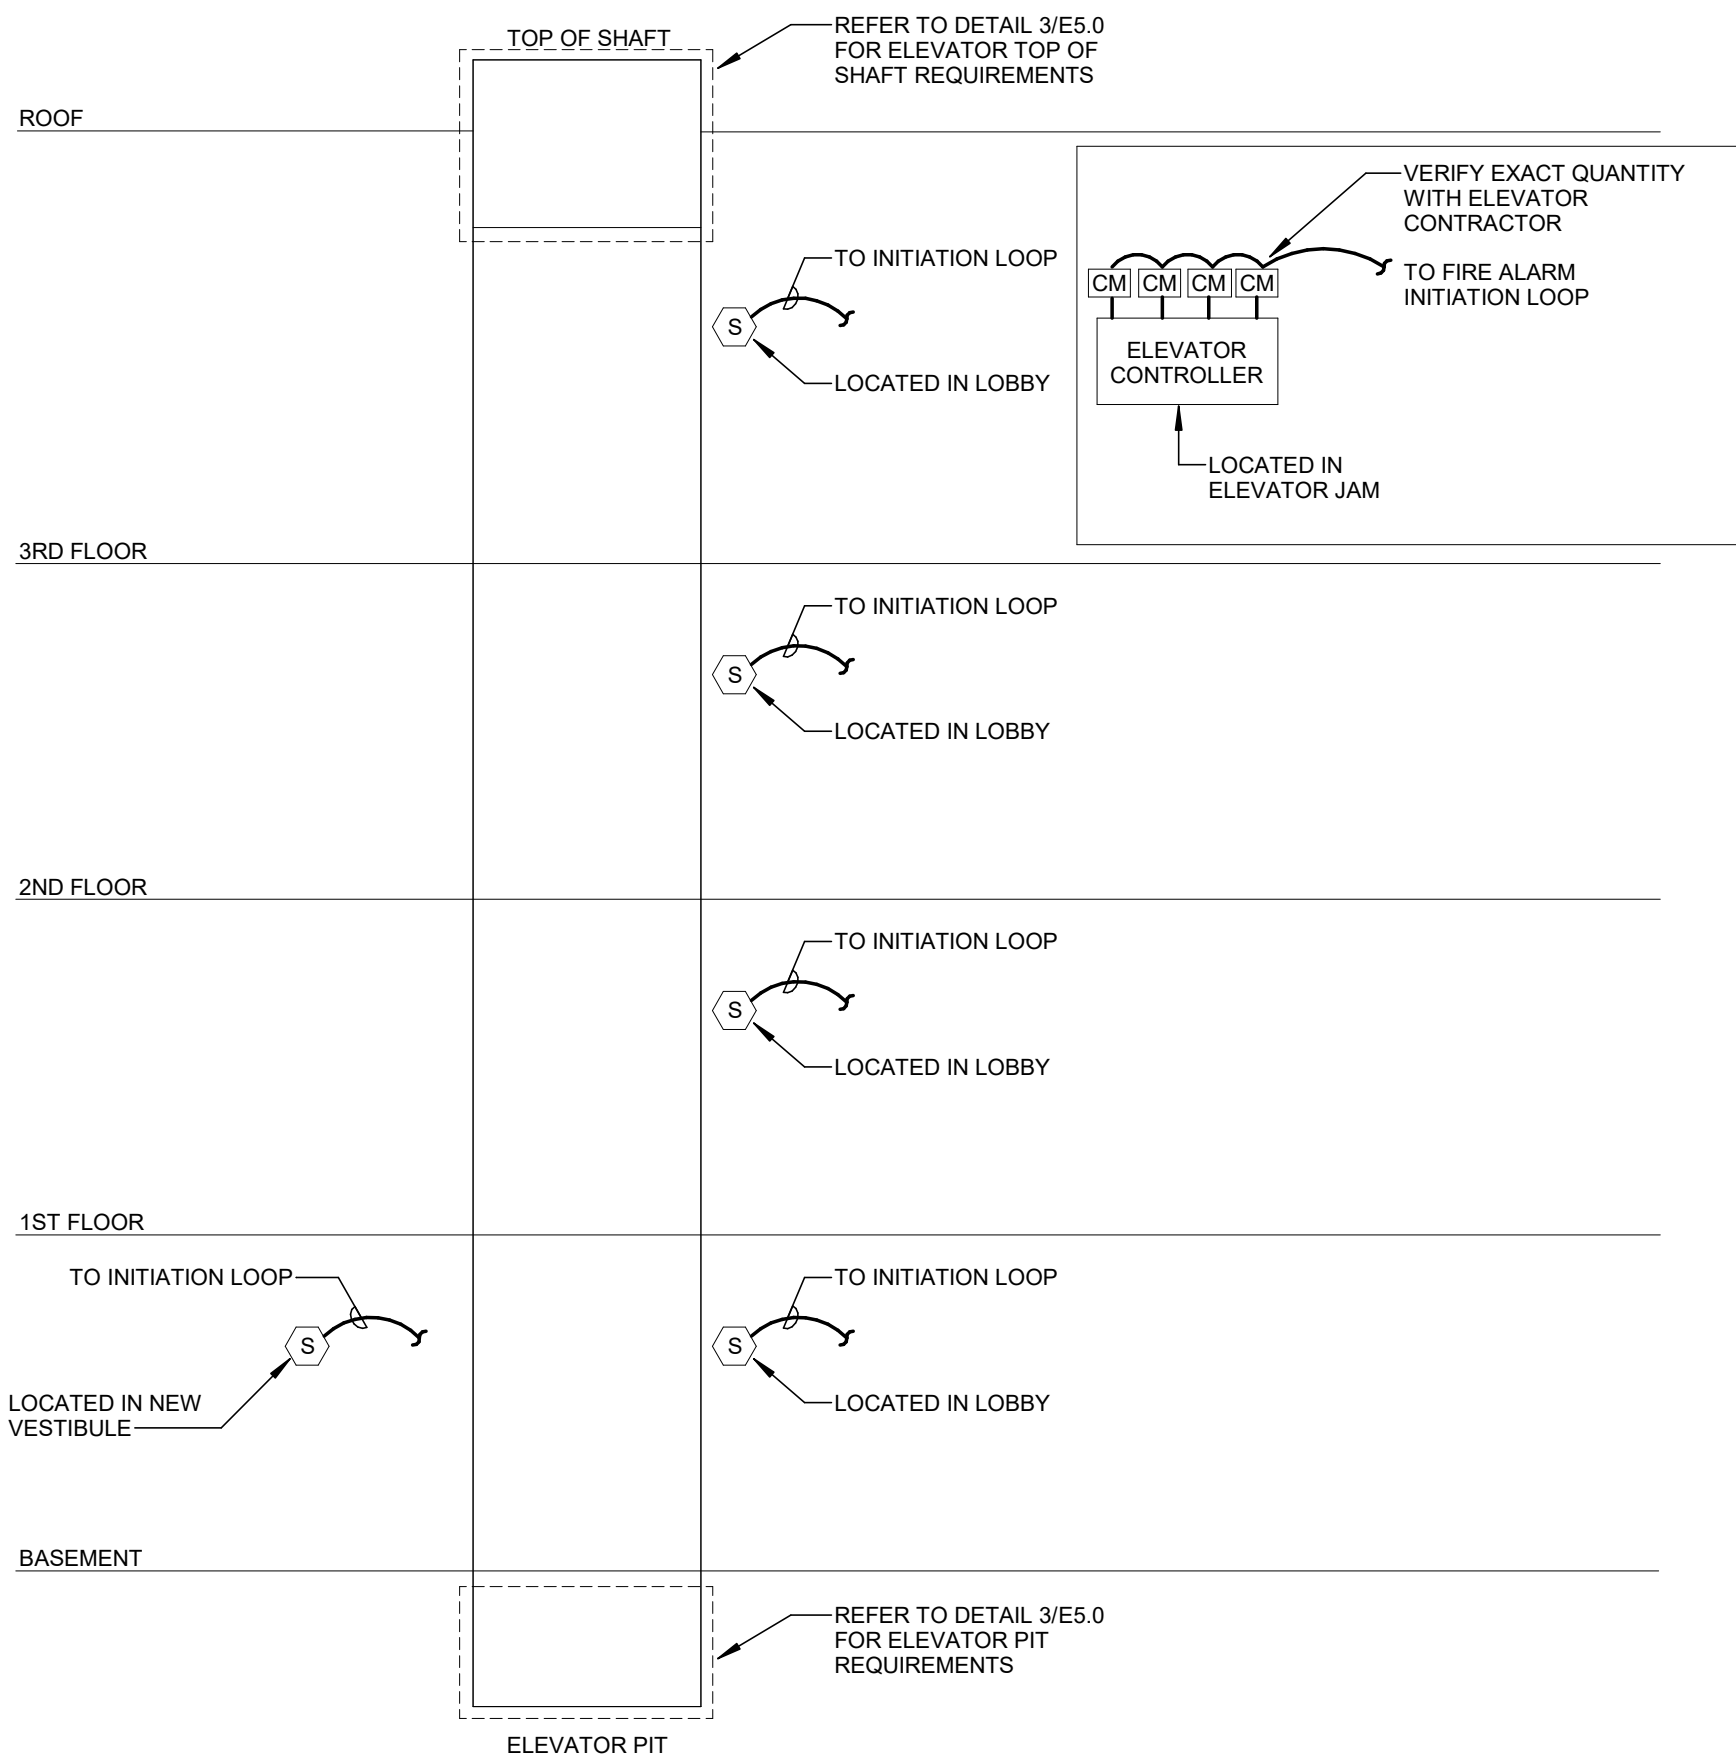 TOP OF SHAFT
REFER TO DETAIL 3/E5.0
FOR ELEVATOR TOP OF
SHAFT REQUIREMENTS
ROOF
VERIFY EXACT QUANTITY
WITH ELEVATOR
CONTRACTOR
TO FIRE ALARM
INITIATION LOOP
CM CM CM CM
ELEVATOR
CONTROLLER
LOCATED IN
ELEVATOR JAM
TO INITIATION LOOP
S
LOCATED IN LOBBY
3RD FLOOR
TO INITIATION LOOP
S
LOCATED IN LOBBY
2ND FLOOR
TO INITIATION LOOP
S
LOCATED IN LOBBY
1ST FLOOR
TO INITIATION LOOP
S
LOCATED IN NEW
VESTIBULE
TO INITIATION LOOP
S
LOCATED IN LOBBY
BASEMENT
REFER TO DETAIL 3/E5.0
FOR ELEVATOR PIT
REQUIREMENTS
ELEVATOR PIT